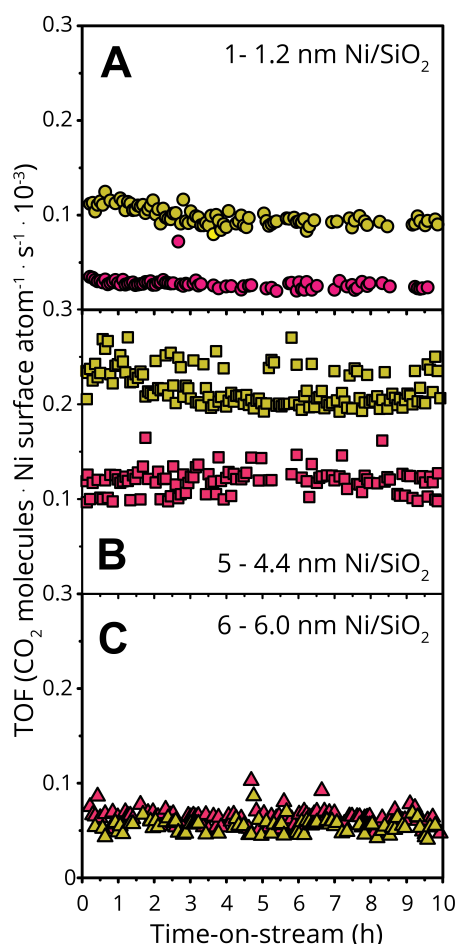 0.3
A
1- 1.2 nm Ni/SiO₂
0.2
0.1
0.3
0.2
0.1
B
5 - 4.4 nm Ni/SiO₂
0.3
C
6 - 6.0 nm Ni/SiO₂
0.2
0.1
0
0 1 2 3 4 5 6 7 8 9 10
Time-on-stream (h)
TOF (CO₂ molecules · Ni surface atom⁻¹ · s⁻¹ · 10⁻³)